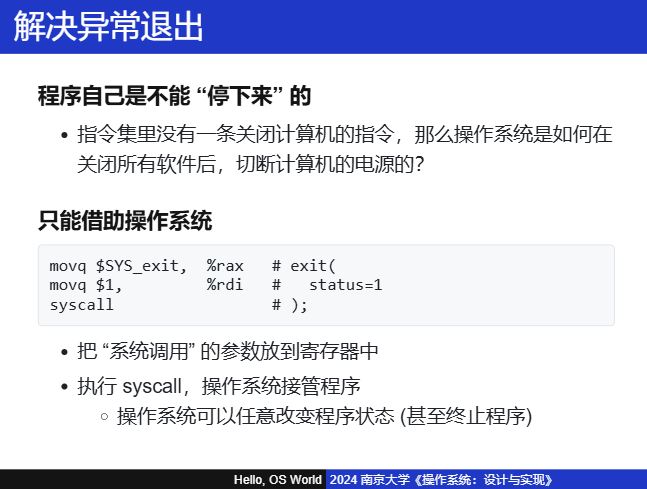 解决异常退出
程序自己是不能 “停下来” 的
• 指令集里没有一条关闭计算机的指令，那么操作系统是如何在
关闭所有软件后，切断计算机的电源的？
只能借助操作系统
movq $SYS_exit,  %rax   # exit(
movq $1,         %rdi   #   status=1
syscall                 # );
• 把 “系统调用” 的参数放到寄存器中
• 执行 syscall，操作系统接管程序
○ 操作系统可以任意改变程序状态 (甚至终止程序)
Hello, OS World 2024 南京大学《操作系统：设计与实现》